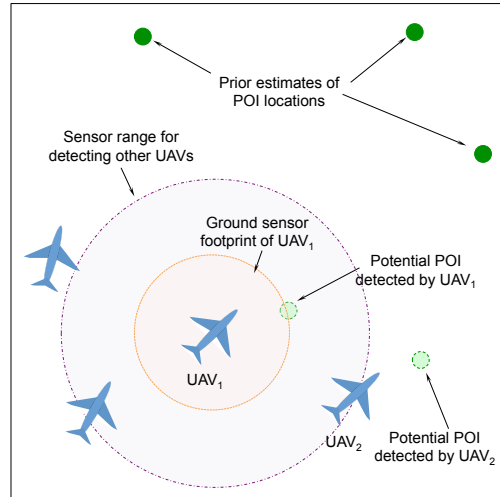 Prior estimates of
POI locations
Sensor range for
detecting other UAVs
Ground sensor
footprint of UAV₁
Potential POI
detected by UAV₁
UAV₁
UAV₂
Potential POI
detected by UAV₂